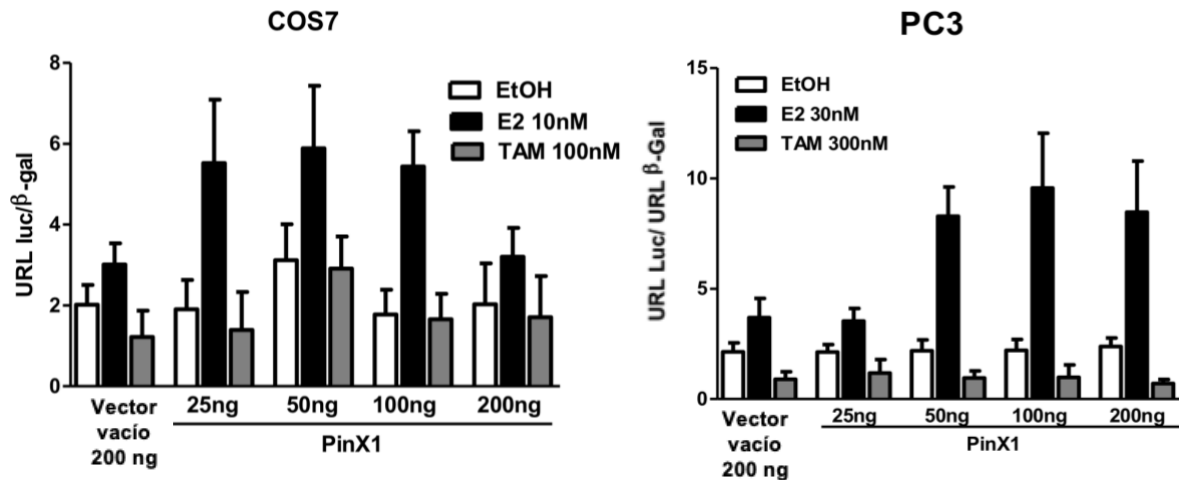 COS7
URL luc/β-gal
8
6
4
2
0
EtOH
E2 10nM
TAM 100nM
Vector
vacío
200 ng
25ng 50ng 100ng 200ng
PinX1
PC3
URL Luc/ URL β-Gal
15
10
5
0
EtOH
E2 30nM
TAM 300nM
Vector
vacío
200 ng
25ng 50ng 100ng 200ng
PinX1